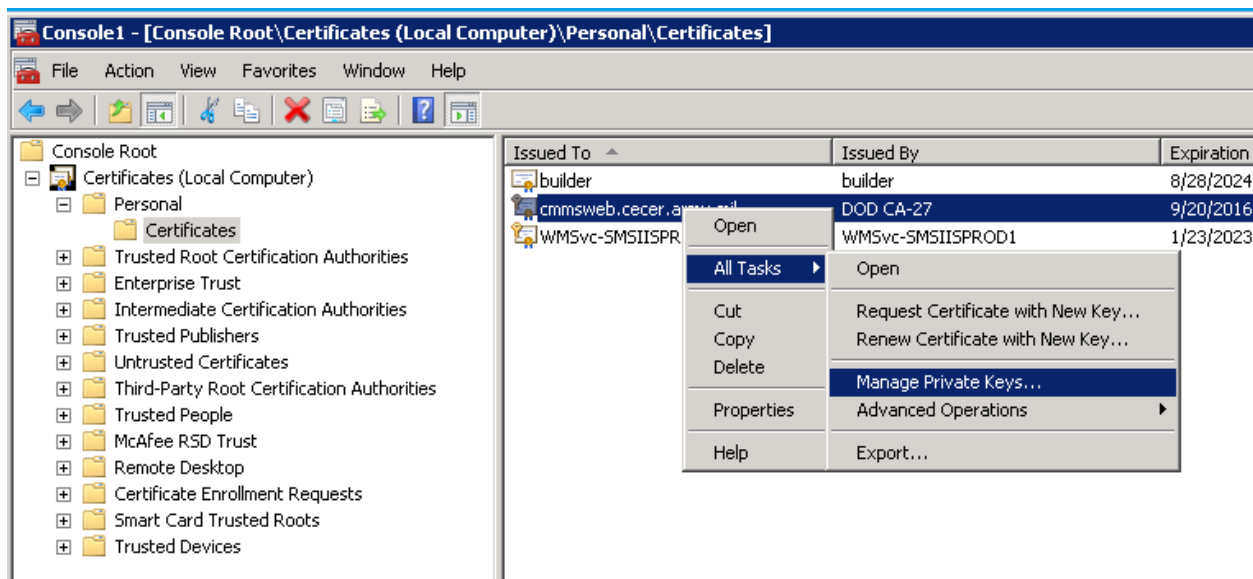 Console1 - [Console Root\Certificates (Local Computer)\Personal\Certificates]
File Action View Favorites Window Help
Console Root
Certificates (Local Computer)
Personal
Certificates
Trusted Root Certification Authorities
Enterprise Trust
Intermediate Certification Authorities
Trusted Publishers
Untrusted Certificates
Third-Party Root Certification Authorities
Trusted People
McAfee RSD Trust
Remote Desktop
Certificate Enrollment Requests
Smart Card Trusted Roots
Trusted Devices
Issued To Issued By Expiration
builder builder 8/28/2024
cmmsweb.cecer. DOD CA-27 9/20/2016
WMSvc-SMSIISPR WMSvc-SMSIISPROD1 1/23/2023
Open
All Tasks
Cut
Copy
Delete
Properties
Help
Open
Request Certificate with New Key...
Renew Certificate with New Key...
Manage Private Keys...
Advanced Operations
Export...